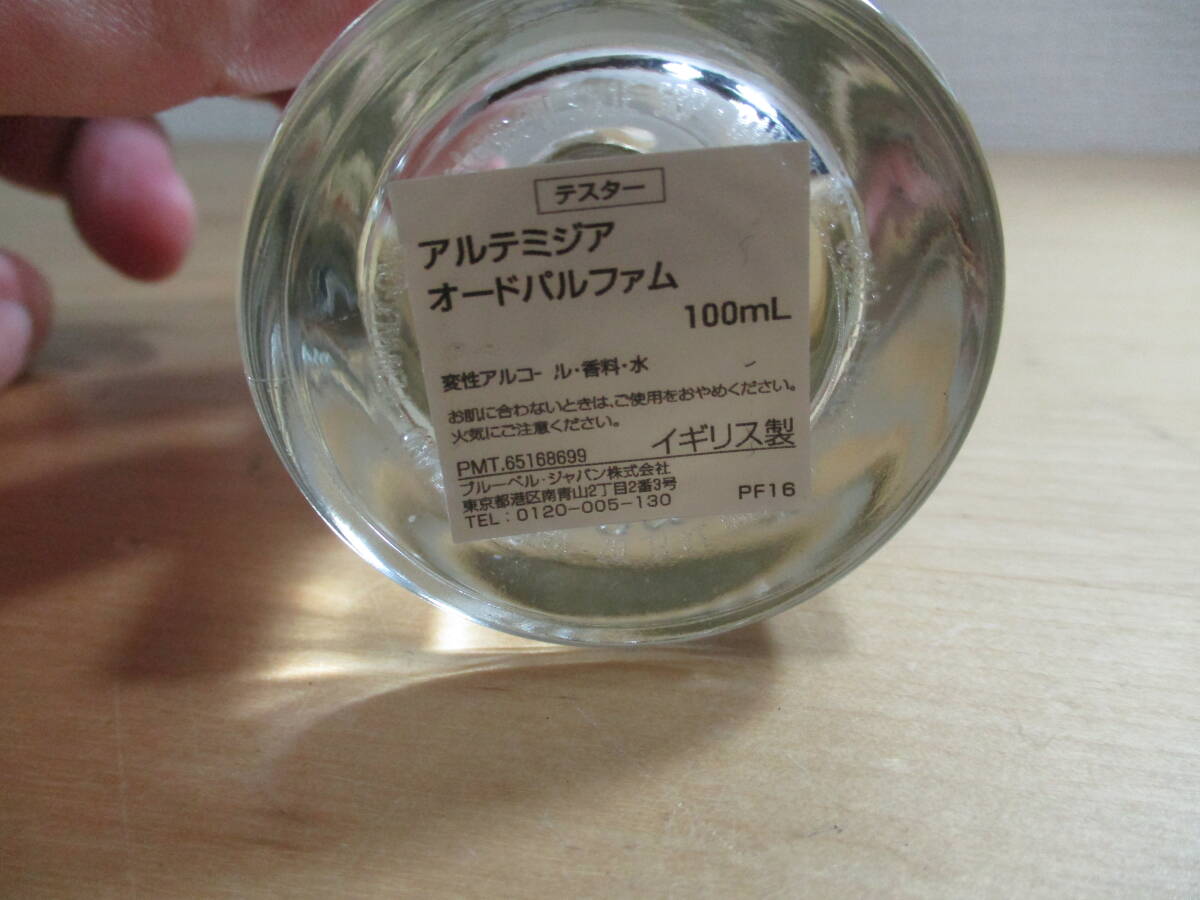 テスター
アルテミジア
オードパルファム
100mL
変性アルコール・香料・水
お肌に合わないときは、ご使用をおやめください。
火気にご注意ください。
イギリス製
PMT.65168699
ブルーベル・ジャパン株式会社
東京都港区南青山2丁目2番3号
TEL：0120-005-130
PF16